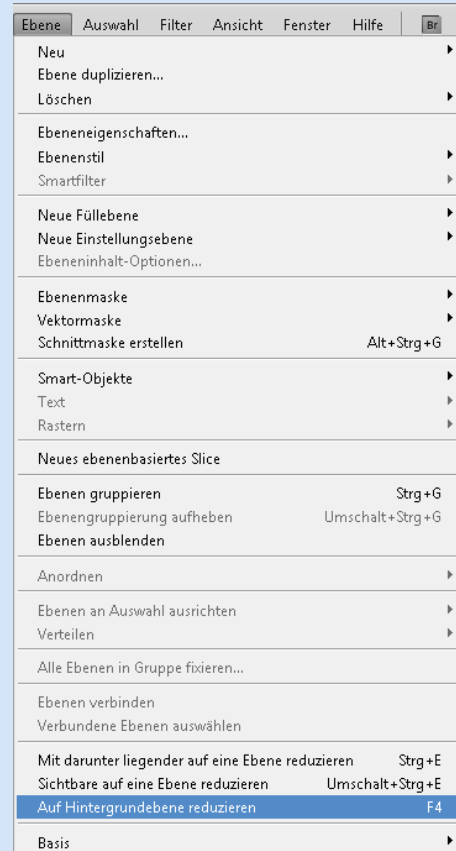 Ebene Auswahl Filter Ansicht Fenster Hilfe Br
Neu
Ebene duplizieren...
Löschen
Ebeneneigenschaften...
Ebenenstil
Smartfilter
Neue Füllebene
Neue Einstellungsebene
Ebeneninhalt-Optionen...
Ebenenmaske
Vektormaske
Schnittmaske erstellen Alt+Strg+G
Smart-Objekte
Text
Rastern
Neues ebenenbasiertes Slice
Ebenen gruppieren Strg+G
Ebenengruppierung aufheben Umschalt+Strg+G
Ebenen ausblenden
Anordnen
Ebenen an Auswahl ausrichten
Verteilen
Alle Ebenen in Gruppe fixieren...
Ebenen verbinden
Verbundene Ebenen auswählen
Mit darunter liegender auf eine Ebene reduzieren Strg+E
Sichtbare auf eine Ebene reduzieren Umschalt+Strg+E
Auf Hintergrundebene reduzieren F4
Basis